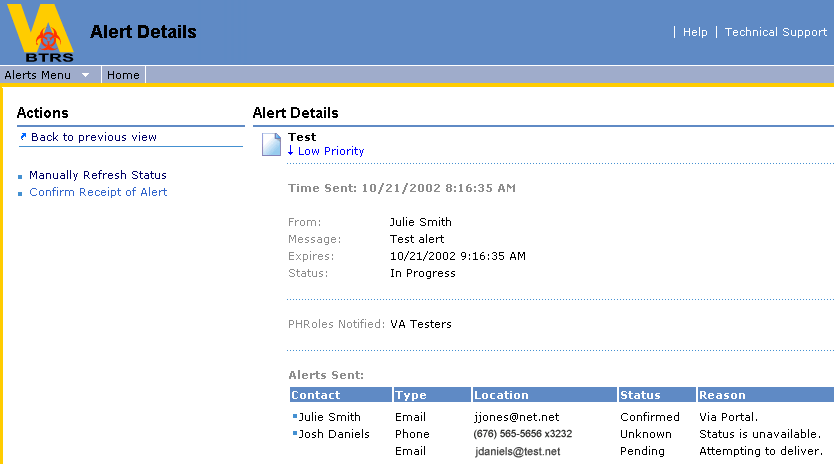 VA
BTRS
Alert Details
| Help | Technical Support
Alerts Menu Home
Actions
Back to previous view
Manually Refresh Status
Confirm Receipt of Alert
Alert Details
Test
Low Priority
Time Sent: 10/21/2002 8:16:35 AM
From: Julie Smith
Message: Test alert
Expires: 10/21/2002 9:16:35 AM
Status: In Progress
PHRoles Notified: VA Testers
Alerts Sent:
Contact Type Location Status Reason
Julie Smith Email jjones@net.net Confirmed Via Portal.
Josh Daniels Phone (676) 565-5656 x3232 Unknown Status is unavailable.
Email jdaniels@test.net Pending Attempting to deliver.